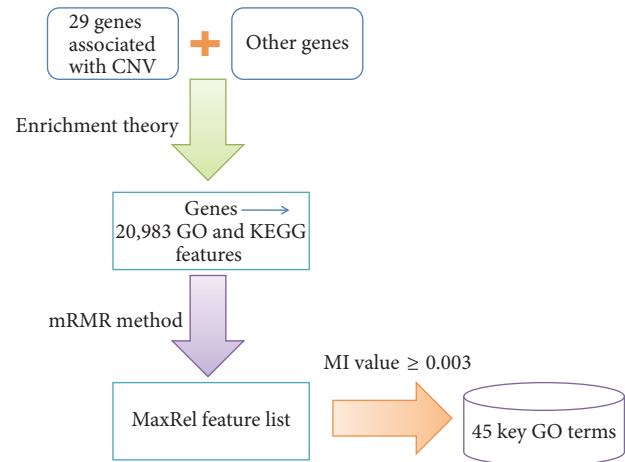 29 genes
associated
with CNV
Other genes
Enrichment theory
Genes
20,983 GO and KEGG
features
mRMR method
MI value ≥ 0.003
MaxRel feature list
45 key GO terms